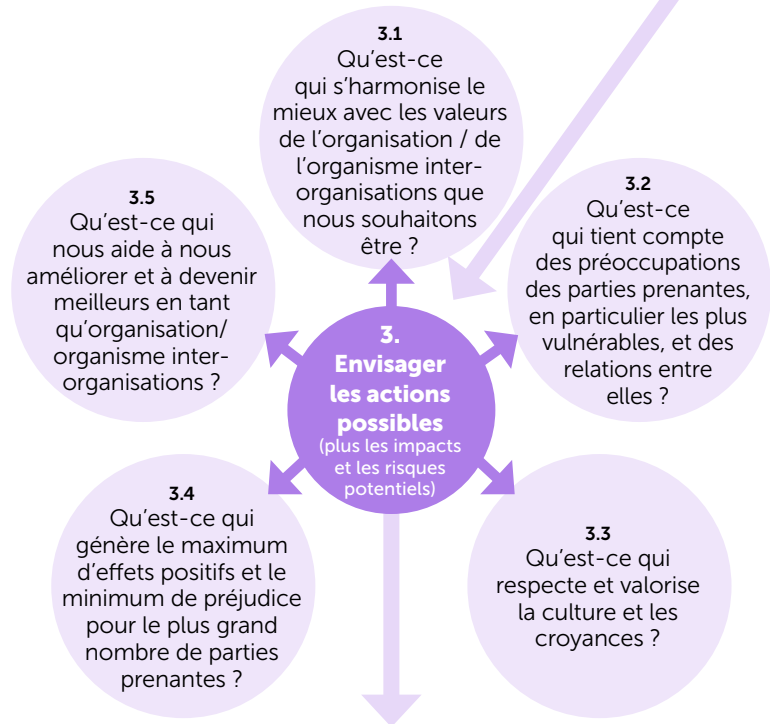 3.1
Qu’est-ce
qui s’harmonise le
mieux avec les valeurs
de l’organisation / de
l’organisme inter-
organisations que
nous souhaitons
être ?
3.5
Qu’est-ce qui
nous aide à nous
améliorer et à devenir
meilleurs en tant
qu’organisation/
organisme inter-
organisations ?
3.2
Qu’est-ce
qui tient compte
des préoccupations
des parties prenantes,
en particulier les plus
vulnérables, et des
relations entre
elles ?
3.
Envisager
les actions
possibles
(plus les impacts
et les risques
potentiels)
3.4
Qu’est-ce qui
génère le maximum
d’effets positifs et le
minimum de préjudice
pour le plus grand
nombre de parties
prenantes ?
3.3
Qu’est-ce qui
respecte et valorise
la culture et les
croyances ?